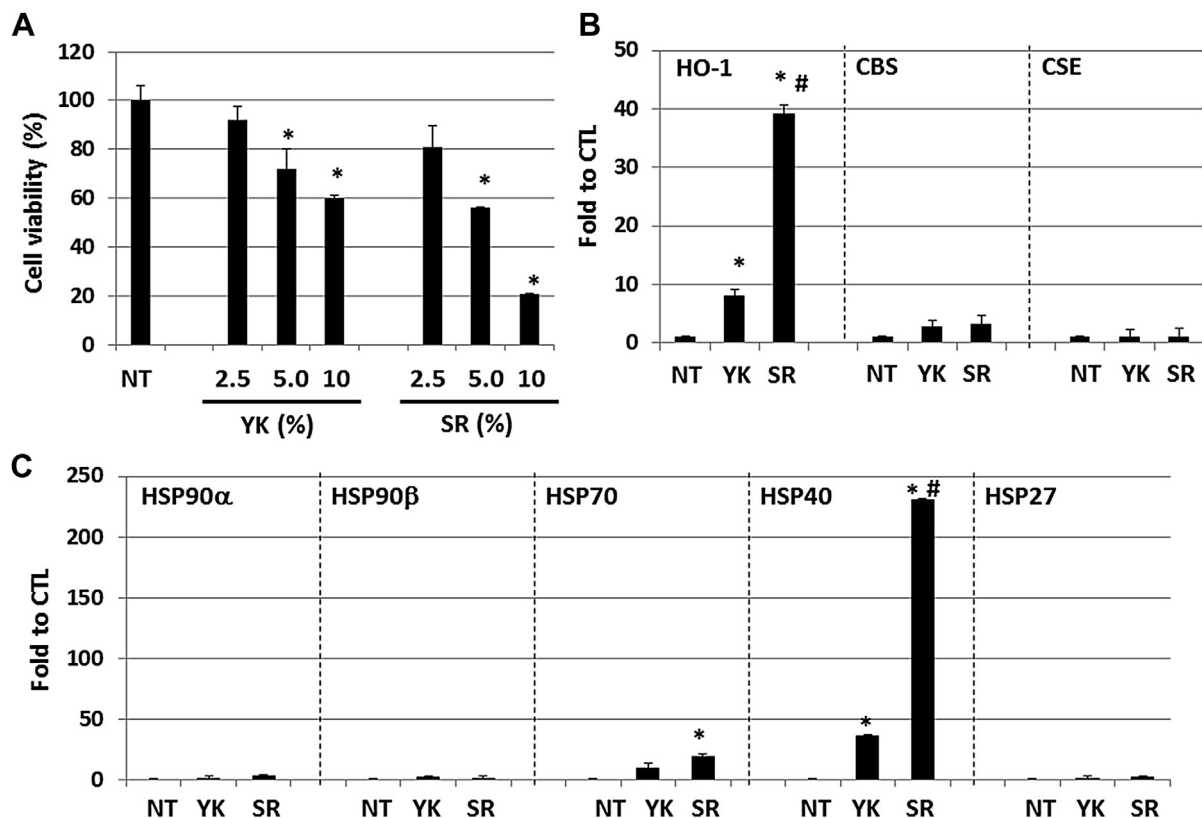 A
120
100
80
60
40
20
0
Cell viability (%)
*
*
*
*
NT
2.5 5.0 10
2.5 5.0 10
YK (%)
SR (%)
B
50
40
30
20
10
0
Fold to CTL
HO-1
CBS
CSE
* #
*
NT YK SR
NT YK SR
NT YK SR
C
250
200
150
100
50
0
Fold to CTL
HSP90α
HSP90β
HSP70
HSP40
HSP27
* #
*
*
NT YK SR
NT YK SR
NT YK SR
NT YK SR
NT YK SR